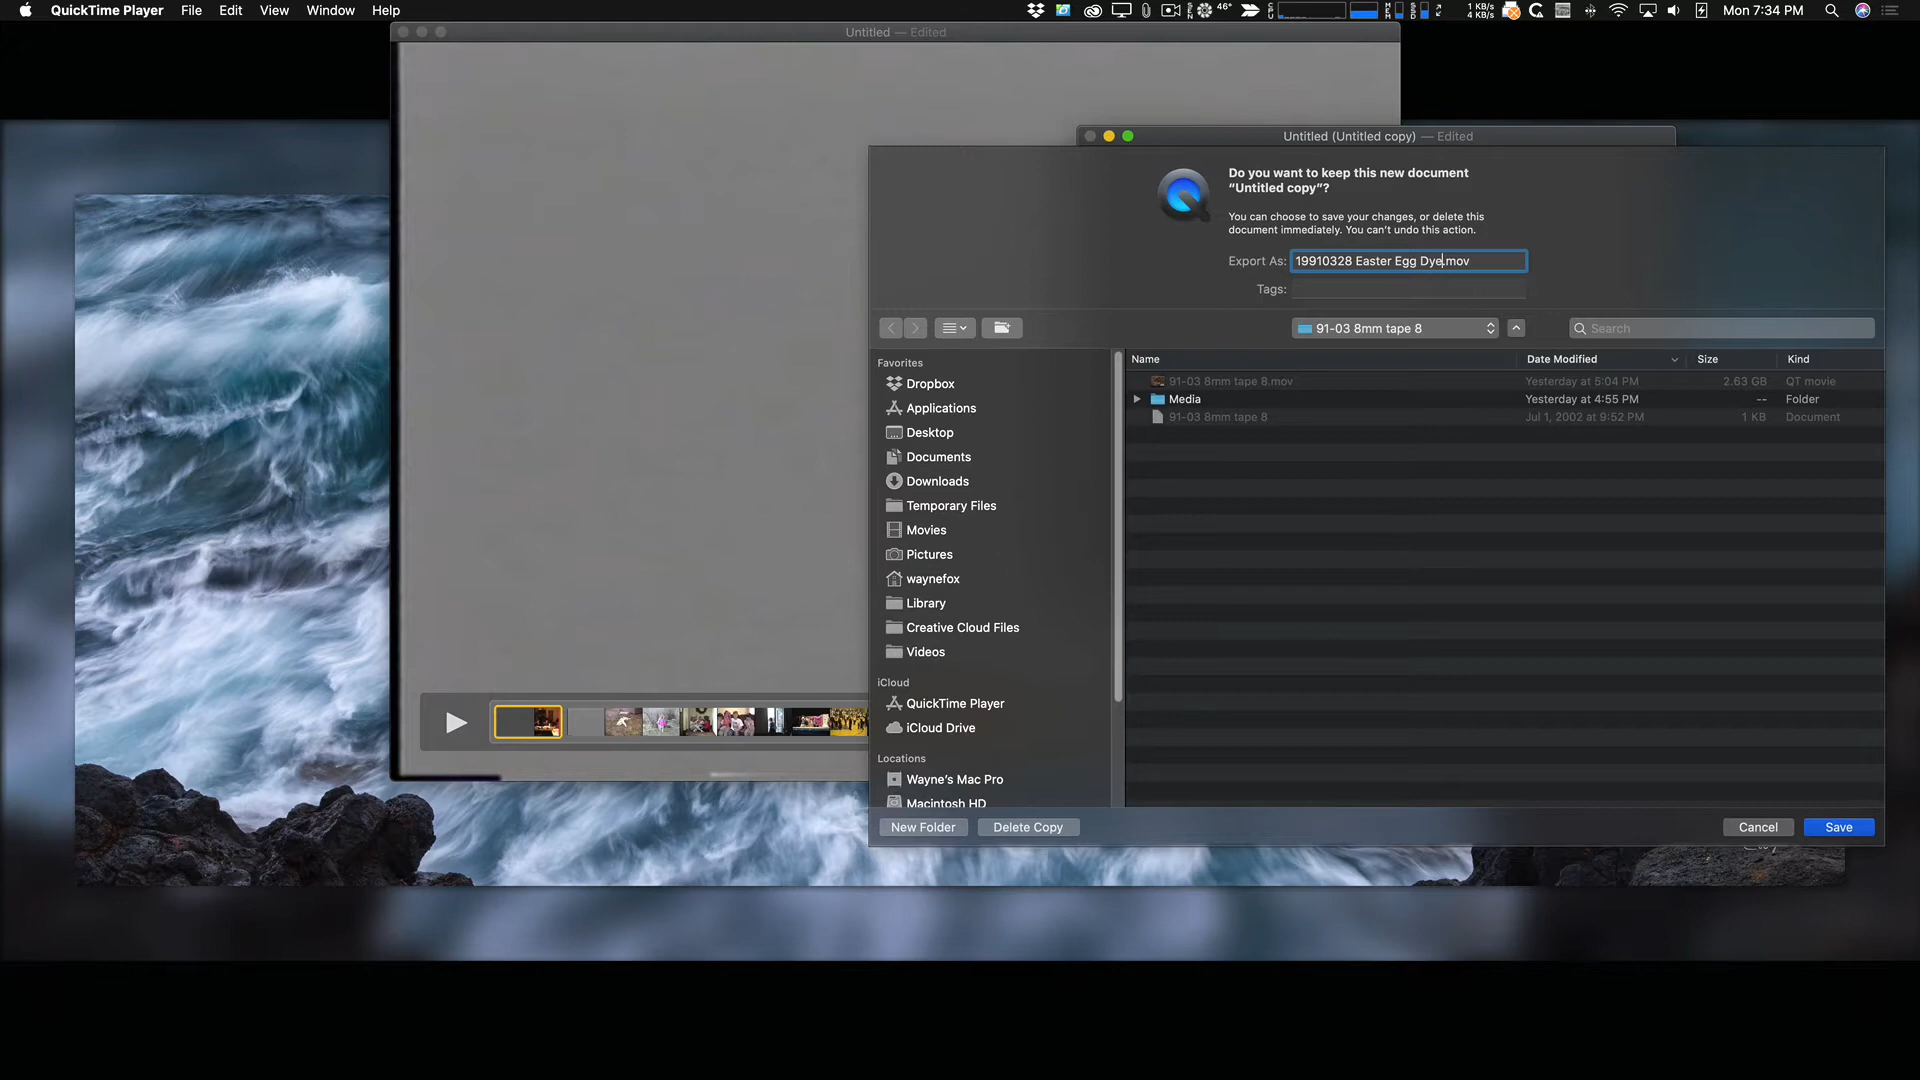 QuickTime Player File Edit View Window Help
46° 1 KB/s 4 KB/s Mon 7:34 PM
Untitled — Edited
Untitled (Untitled copy) — Edited
Do you want to keep this new document
“Untitled copy”?
You can choose to save your changes, or delete this
document immediately. You can’t undo this action.
Export As: 19910328 Easter Egg Dye.mov
Tags:
91-03 8mm tape 8 Search
Favorites
Dropbox
Applications
Desktop
Documents
Downloads
Temporary Files
Movies
Pictures
waynefox
Library
Creative Cloud Files
Videos
iCloud
QuickTime Player
iCloud Drive
Locations
Wayne’s Mac Pro
Macintosh HD
Name Date Modified Size Kind
91-03 8mm tape 8.mov Yesterday at 5:04 PM 2.63 GB QT movie
Media Yesterday at 4:55 PM -- Folder
91-03 8mm tape 8 Jul 1, 2002 at 9:52 PM 1 KB Document
New Folder Delete Copy Cancel Save